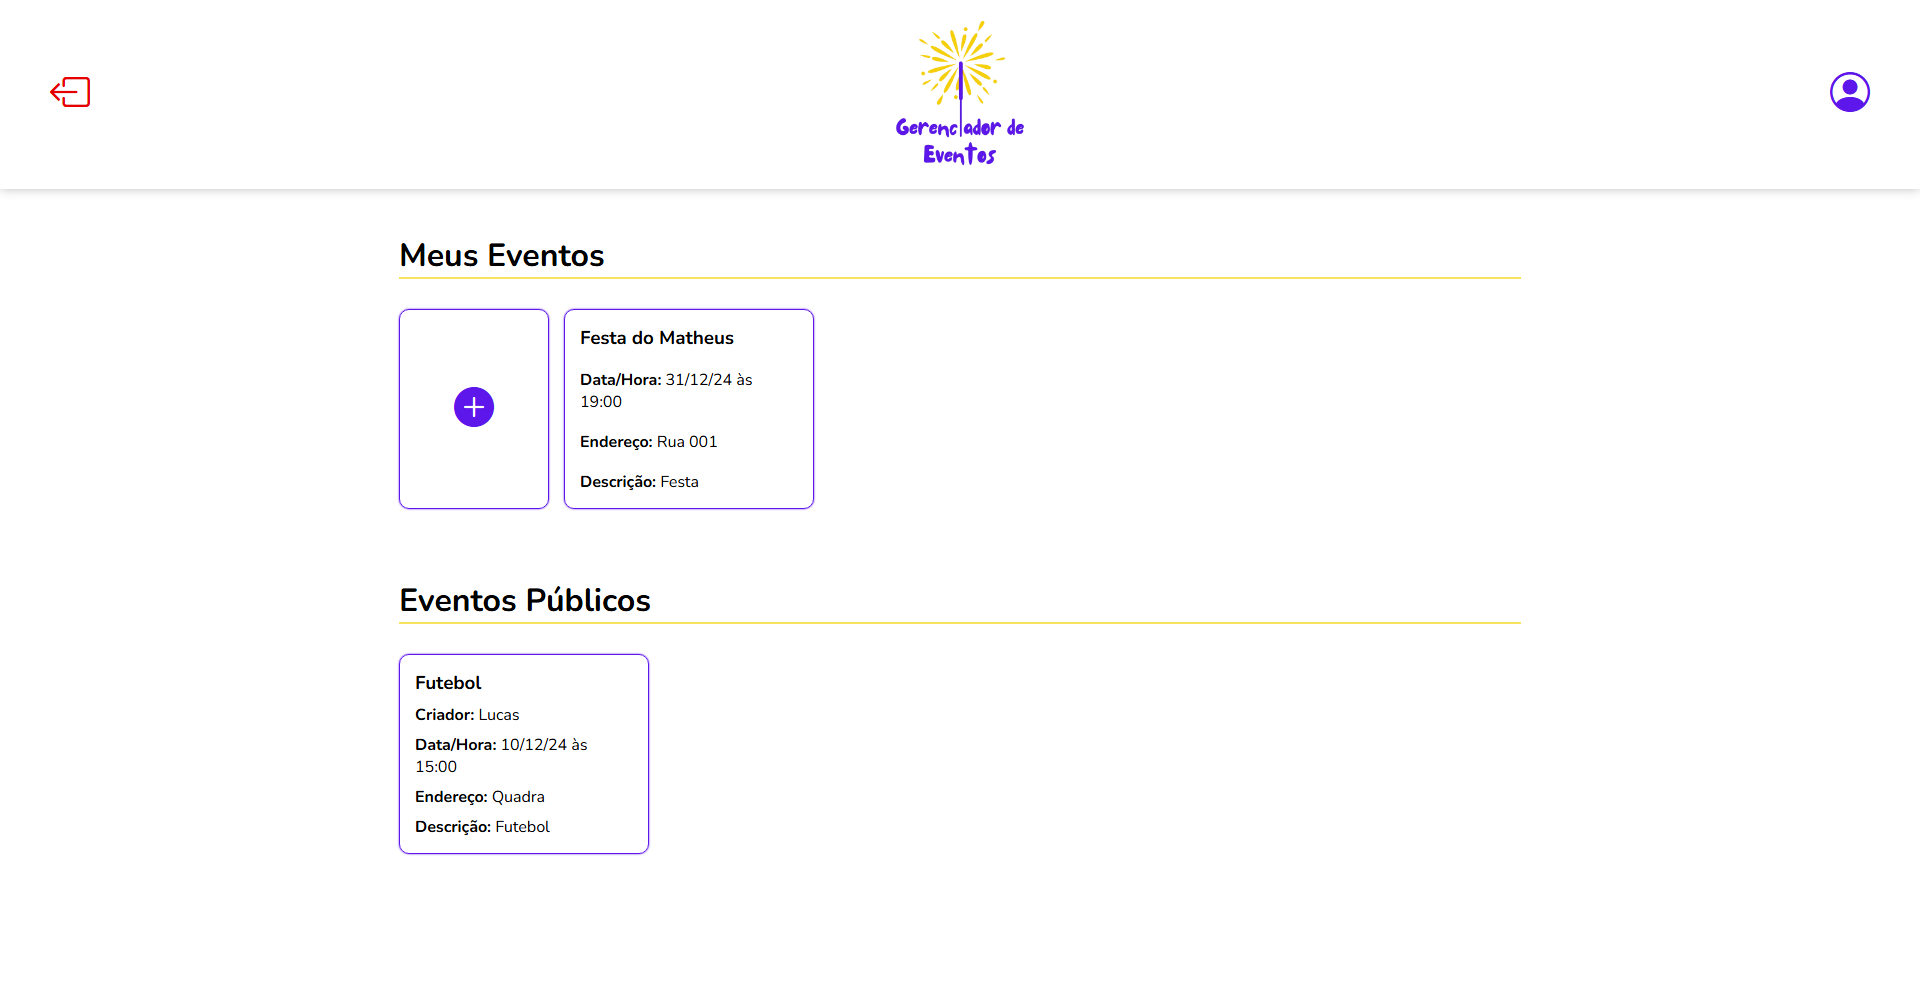 Gerenciador de
Eventos
Meus Eventos
Festa do Matheus
Data/Hora: 31/12/24 às
19:00
Endereço: Rua 001
Descrição: Festa
Eventos Públicos
Futebol
Criador: Lucas
Data/Hora: 10/12/24 às
15:00
Endereço: Quadra
Descrição: Futebol